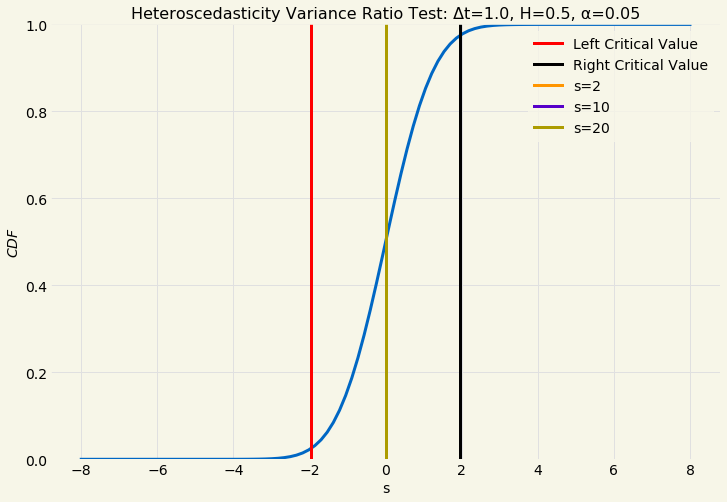 Heteroscedasticity Variance Ratio Test: Δt=1.0, H=0.5, α=0.05
Left Critical Value
Right Critical Value
s=2
s=10
s=20
CDF
1.0
0.8
0.6
0.4
0.2
0.0
−8 −6 −4 −2 0 2 4 6 8
s